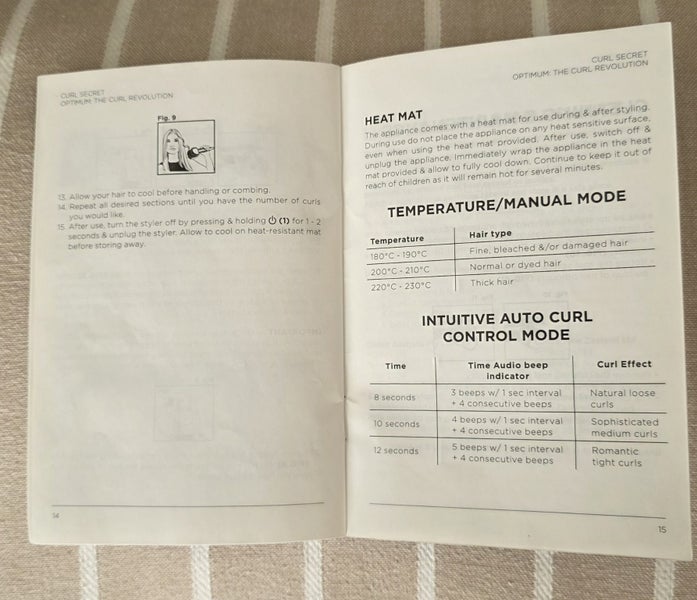 CURL SECRET
OPTIMUM: THE CURL REVOLUTION
Fig. 9
13. Allow your hair to cool before handling or combing.
14. Repeat all desired sections until you have the number of curls
you would like.
15. After use, turn the styler off by pressing & holding ⏻ (1) for 1 - 2
seconds & unplug the styler. Allow to cool on heat-resistant mat
before storing away.
14
CURL SECRET
OPTIMUM: THE CURL REVOLUTION
HEAT MAT
The appliance comes with a heat mat for use during & after styling.
During use do not place the appliance on any heat sensitive surface,
even when using the heat mat provided. After use, switch off &
unplug the appliance. Immediately wrap the appliance in the heat
mat provided & allow to fully cool down. Continue to keep it out of
reach of children as it will remain hot for several minutes.
TEMPERATURE/MANUAL MODE
Temperature Hair type
180°C - 190°C Fine, bleached &/or damaged hair
200°C - 210°C Normal or dyed hair
220°C - 230°C Thick hair
INTUITIVE AUTO CURL
CONTROL MODE
Time Time Audio beep Curl Effect
indicator
8 seconds 3 beeps w/ 1 sec interval Natural loose
+ 4 consecutive beeps curls
10 seconds 4 beeps w/ 1 sec interval Sophisticated
+ 4 consecutive beeps medium curls
12 seconds 5 beeps w/ 1 sec interval Romantic
+ 4 consecutive beeps tight curls
15